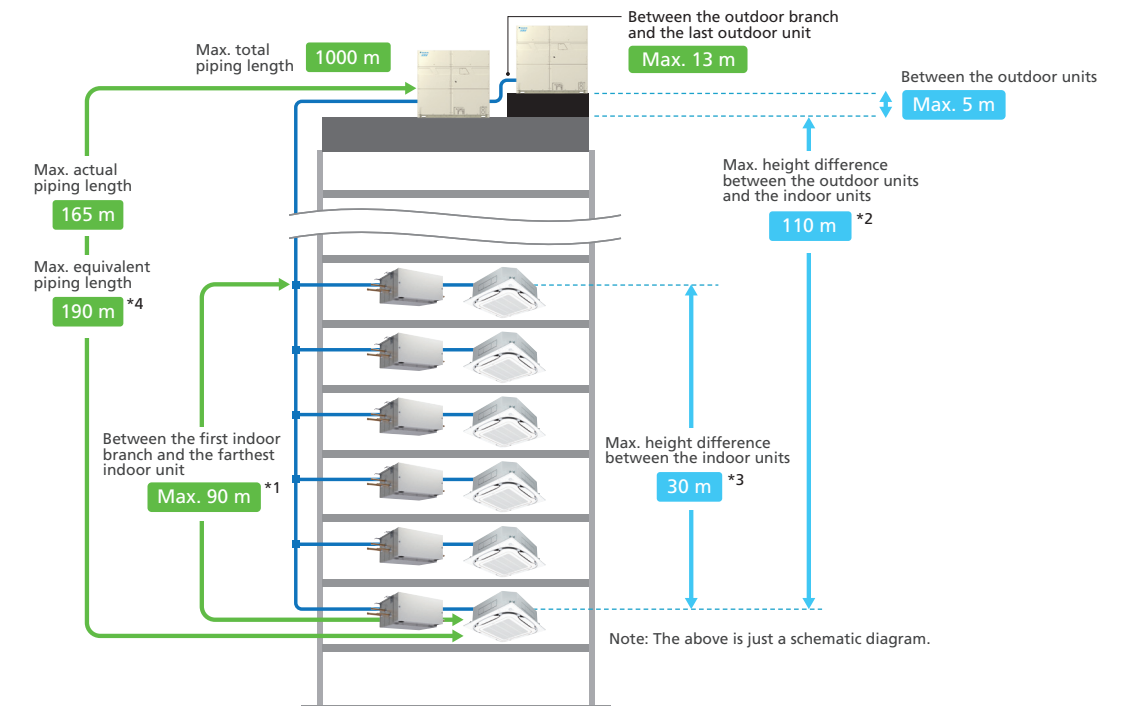 Between the outdoor branch
and the last outdoor unit
Max. 13 m
Max. total
piping length
1000 m
Between the outdoor units
Max. 5 m
Max. actual
piping length
165 m
Max. equivalent
piping length
190 m *4
Max. height difference
between the outdoor units
and the indoor units
110 m *2
Between the first indoor
branch and the farthest
indoor unit
Max. 90 m *1
Max. height difference
between the indoor units
30 m *3
Note: The above is just a schematic diagram.